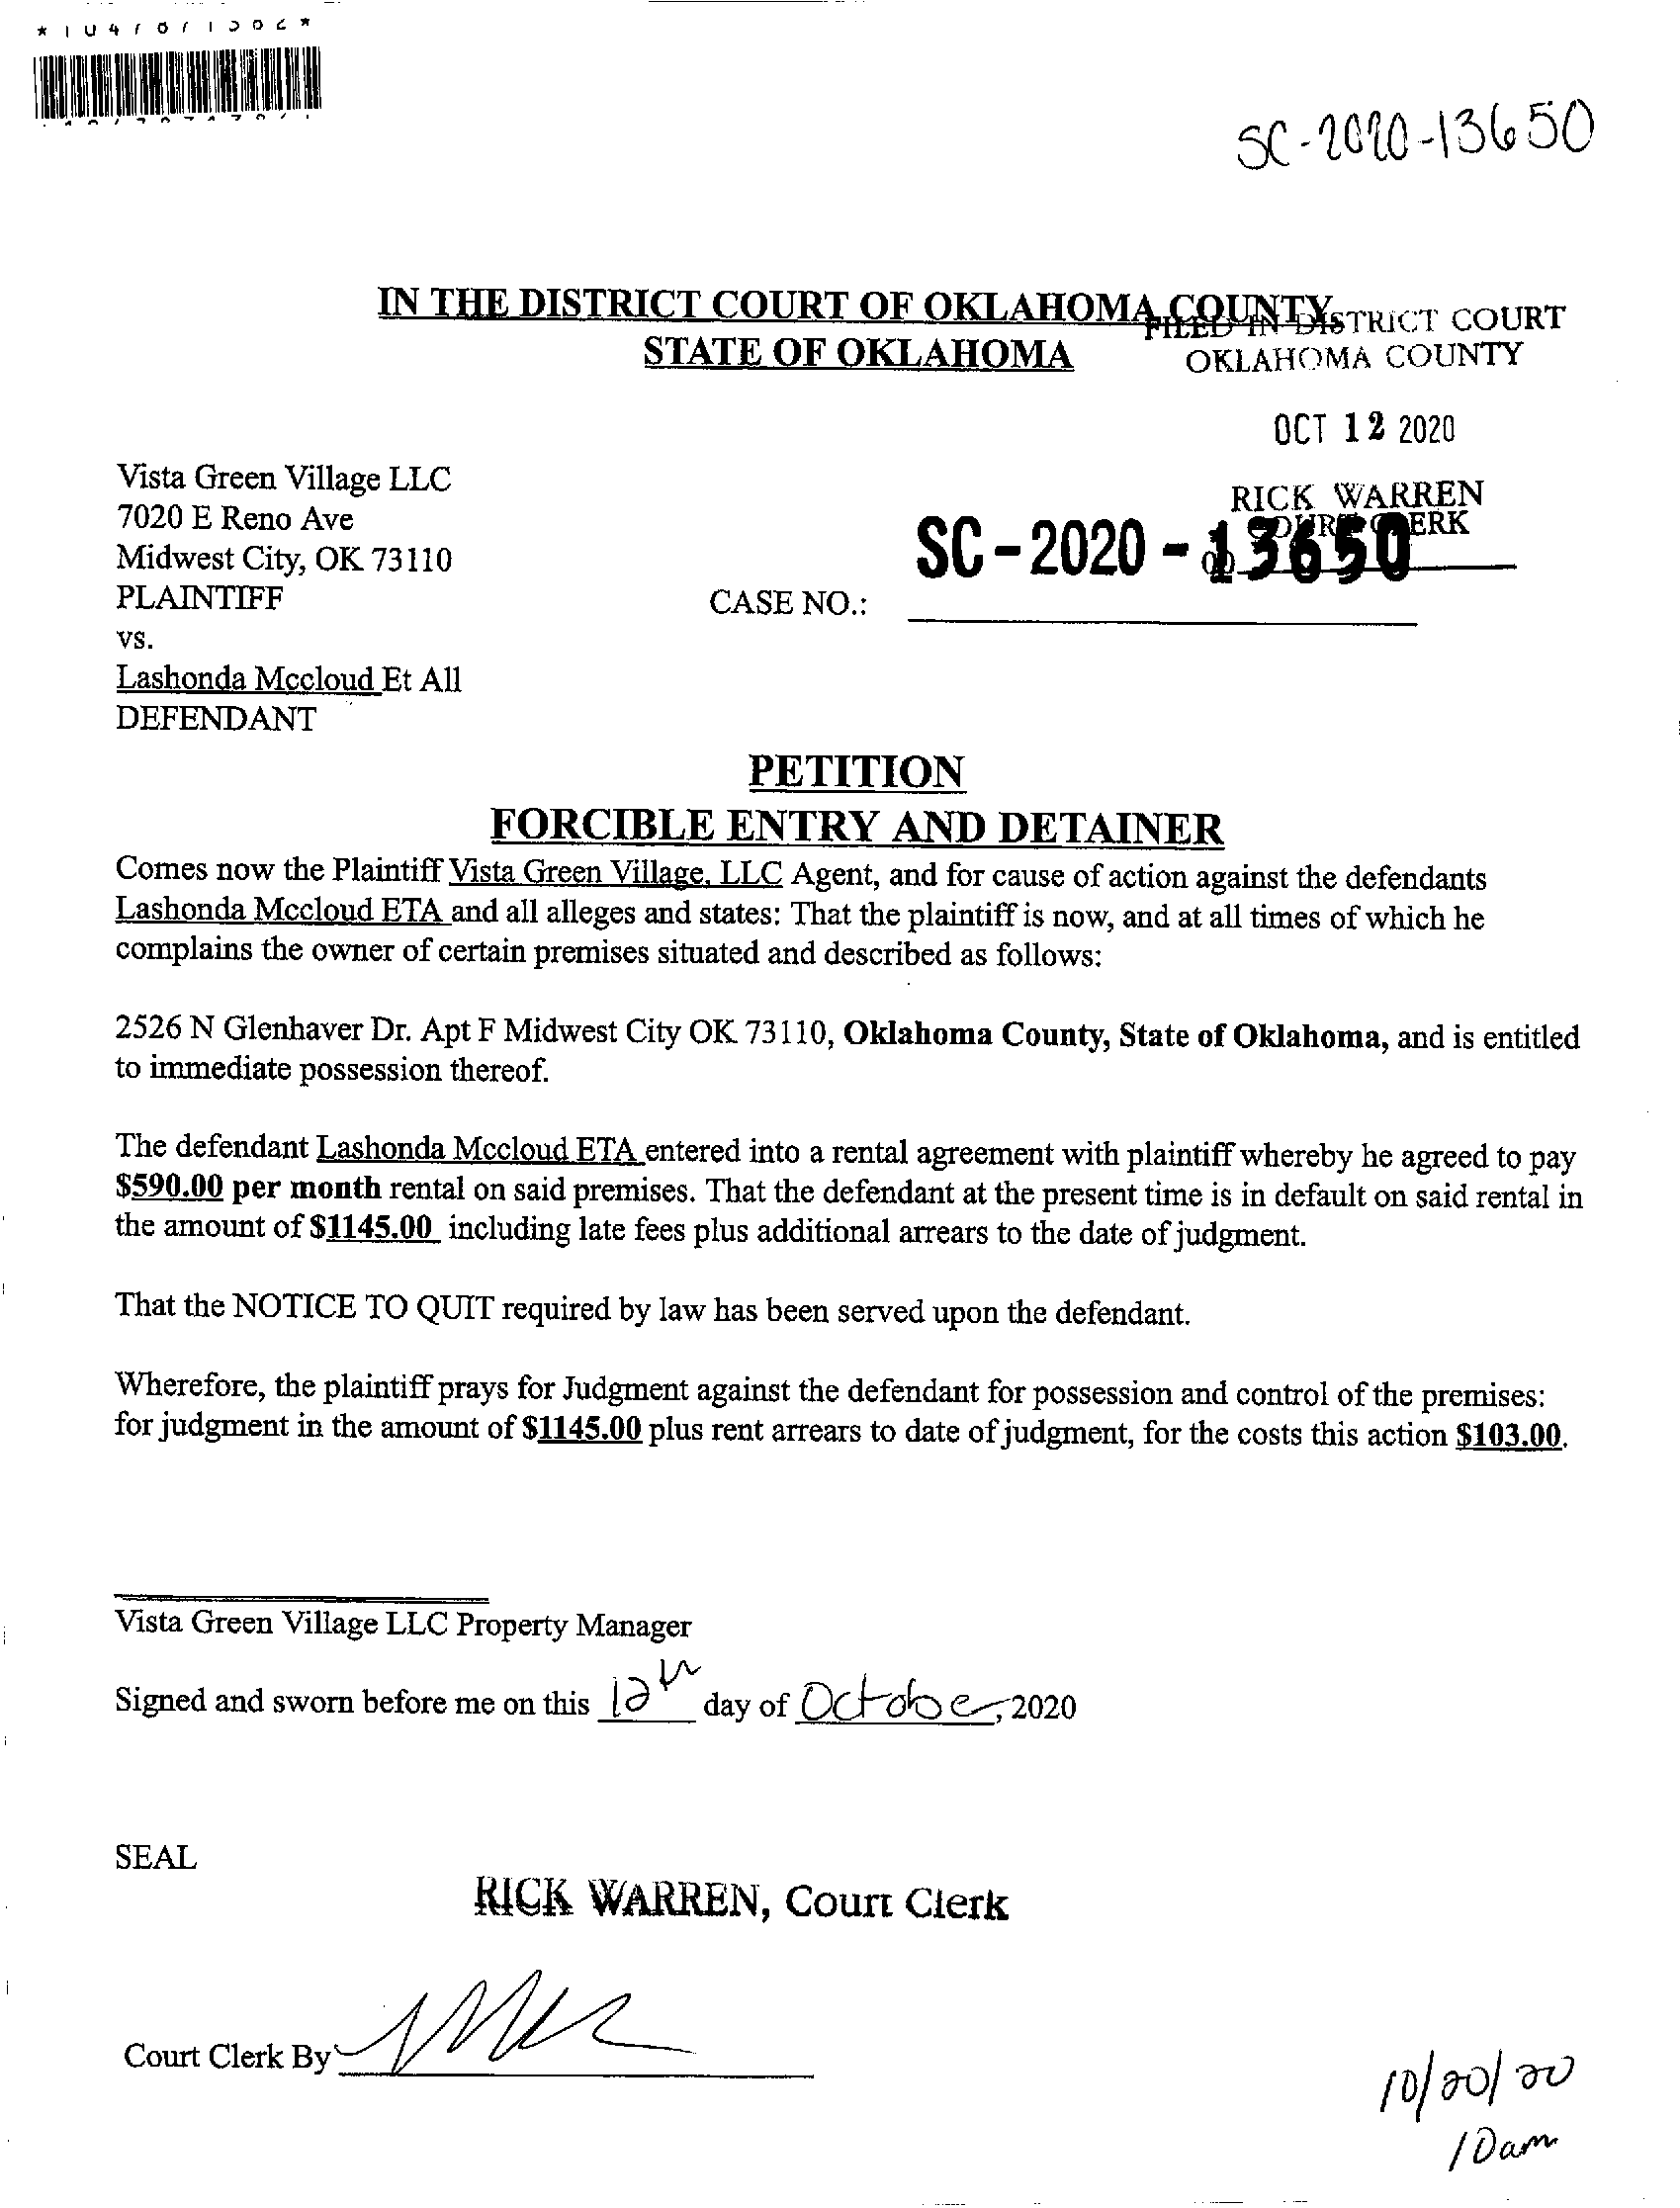 SC-2020-13650
IN THE DISTRICT COURT OF OKLAHOMA COUNTY
STATE OF OKLAHOMA
FILED IN DISTRICT COURT
OKLAHOMA COUNTY
OCT 12 2020
Vista Green Village LLC
7020 E Reno Ave
Midwest City, OK 73110
PLAINTIFF
RICK WARREN
COURT CLERK
SC-2020-13650
CASE NO.:
vs.
Lashonda Mccloud Et All
DEFENDANT
PETITION
FORCIBLE ENTRY AND DETAINER
Comes now the Plaintiff Vista Green Village, LLC Agent, and for cause of action against the defendants
Lashonda Mccloud ETA and all alleges and states: That the plaintiff is now, and at all times of which he
complains the owner of certain premises situated and described as follows:
2526 N Glenhaver Dr. Apt F Midwest City OK 73110, Oklahoma County, State of Oklahoma, and is entitled
to immediate possession thereof.
The defendant Lashonda Mccloud ETA entered into a rental agreement with plaintiff whereby he agreed to pay
$590.00 per month rental on said premises. That the defendant at the present time is in default on said rental in
the amount of $1145.00 including late fees plus additional arrears to the date of judgment.
That the NOTICE TO QUIT required by law has been served upon the defendant.
Wherefore, the plaintiff prays for Judgment against the defendant for possession and control of the premises:
for judgment in the amount of $1145.00 plus rent arrears to date of judgment, for the costs this action $103.00.
Vista Green Village LLC Property Manager
Signed and sworn before me on this 12th day of October, 2020
SEAL
RICK WARREN, Court Clerk
Court Clerk By
10/20/20
10am